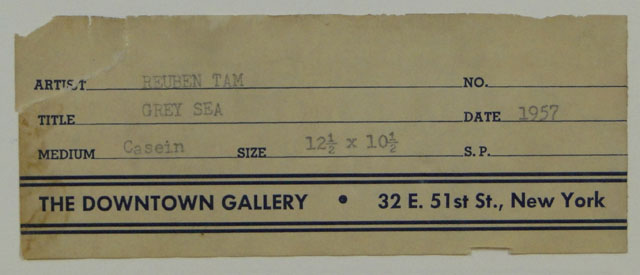 ARTIST REUBEN TAM NO.
TITLE GREY SEA DATE 1957
MEDIUM Casein SIZE 12½ x 10½ S.P.
THE DOWNTOWN GALLERY • 32 E. 51st St., New York